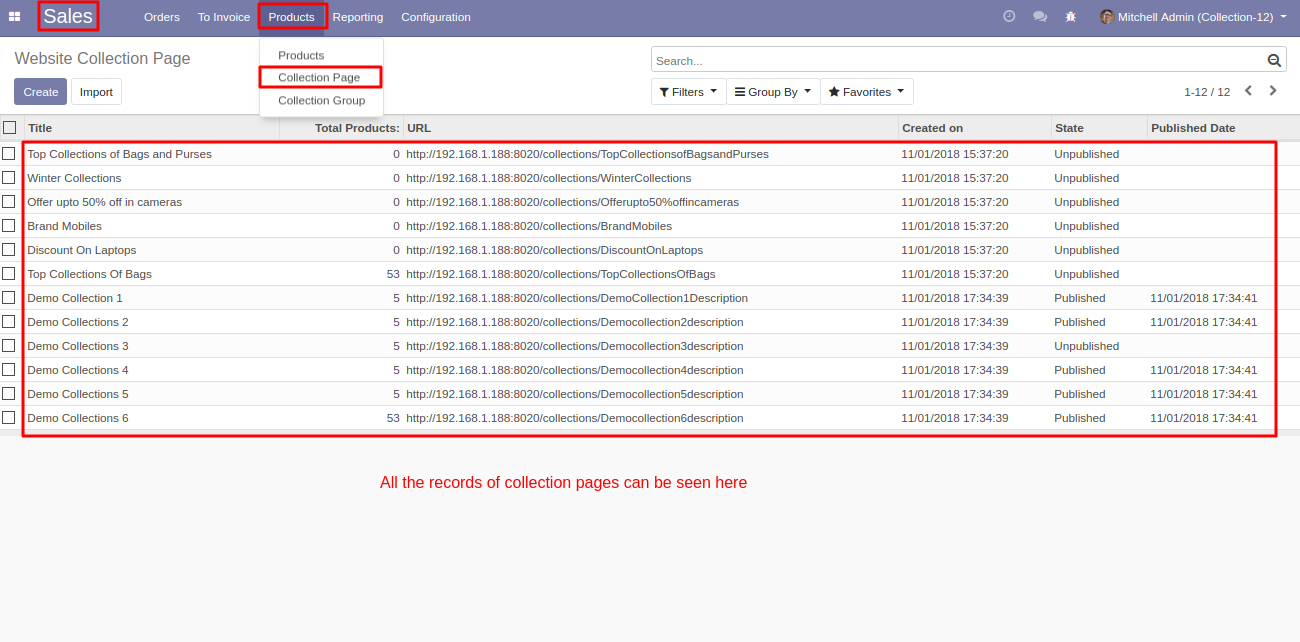 Sales Orders To Invoice Products Reporting Configuration Mitchell Admin (Collection-12)
Products
Website Collection Page Search...
Collection Page
Create Import Filters Group By Favorites 1-12 / 12
Collection Group
Title Total Products: URL Created on State Published Date
Top Collections of Bags and Purses 0 http://192.168.1.188:8020/collections/TopCollectionsofBagsandPurses 11/01/2018 15:37:20 Unpublished
Winter Collections 0 http://192.168.1.188:8020/collections/WinterCollections 11/01/2018 15:37:20 Unpublished
Offer upto 50% off in cameras 0 http://192.168.1.188:8020/collections/Offerupto50%offincameras 11/01/2018 15:37:20 Unpublished
Brand Mobiles 0 http://192.168.1.188:8020/collections/BrandMobiles 11/01/2018 15:37:20 Unpublished
Discount On Laptops 0 http://192.168.1.188:8020/collections/DiscountOnLaptops 11/01/2018 15:37:20 Unpublished
Top Collections Of Bags 53 http://192.168.1.188:8020/collections/TopCollectionsOfBags 11/01/2018 15:37:20 Unpublished
Demo Collection 1 5 http://192.168.1.188:8020/collections/DemoCollection1Description 11/01/2018 17:34:39 Published 11/01/2018 17:34:41
Demo Collections 2 5 http://192.168.1.188:8020/collections/Democollection2description 11/01/2018 17:34:39 Published 11/01/2018 17:34:41
Demo Collections 3 5 http://192.168.1.188:8020/collections/Democollection3description 11/01/2018 17:34:39 Unpublished
Demo Collections 4 5 http://192.168.1.188:8020/collections/Democollection4description 11/01/2018 17:34:39 Published 11/01/2018 17:34:41
Demo Collections 5 5 http://192.168.1.188:8020/collections/Democollection5description 11/01/2018 17:34:39 Published 11/01/2018 17:34:41
Demo Collections 6 53 http://192.168.1.188:8020/collections/Democollection6description 11/01/2018 17:34:39 Published 11/01/2018 17:34:41
All the records of collection pages can be seen here